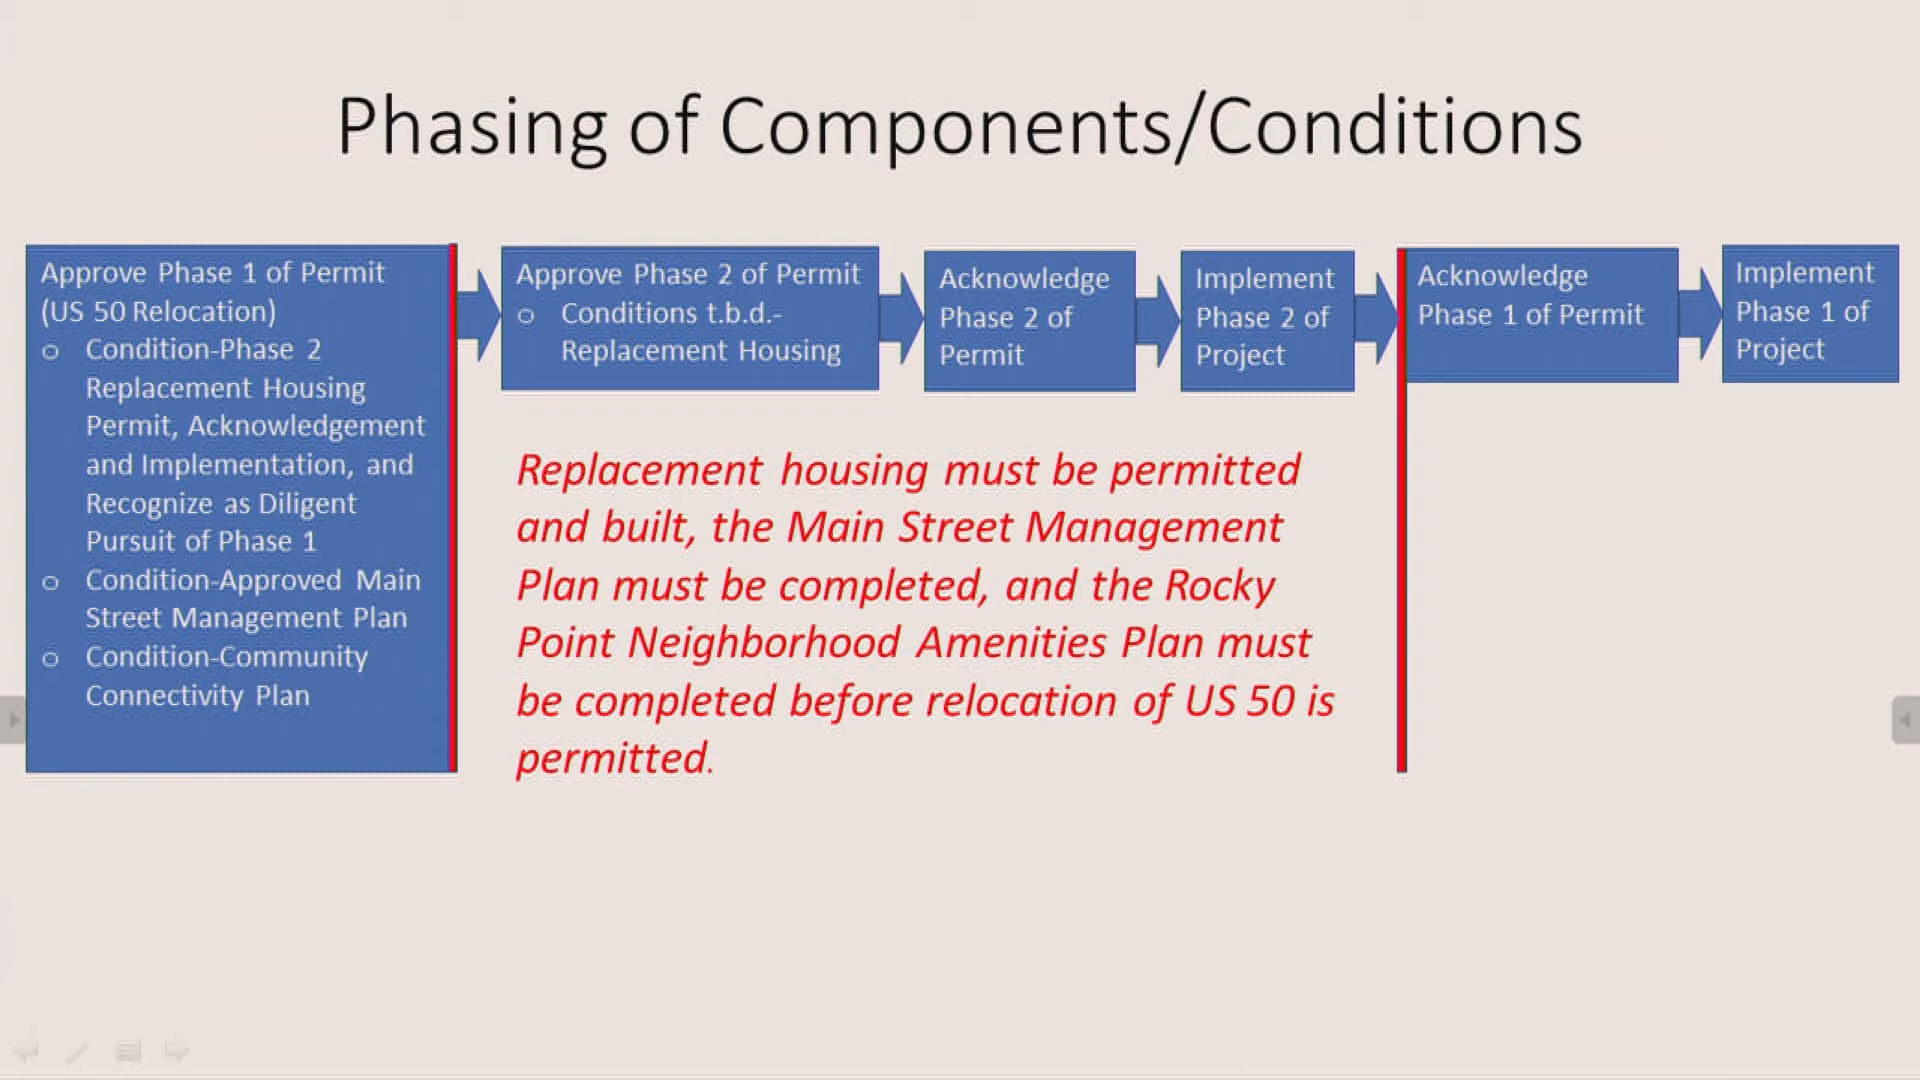 Phasing of Components/Conditions
Approve Phase 1 of Permit
(US 50 Relocation)
o Condition-Phase 2
Replacement Housing
Permit, Acknowledgement
and Implementation, and
Recognize as Diligent
Pursuit of Phase 1
o Condition-Approved Main
Street Management Plan
o Condition-Community
Connectivity Plan
Approve Phase 2 of Permit
o Conditions t.b.d.-
Replacement Housing
Acknowledge
Phase 2 of
Permit
Implement
Phase 2 of
Project
Acknowledge
Phase 1 of Permit
Implement
Phase 1 of
Project
Replacement housing must be permitted
and built, the Main Street Management
Plan must be completed, and the Rocky
Point Neighborhood Amenities Plan must
be completed before relocation of US 50 is
permitted.